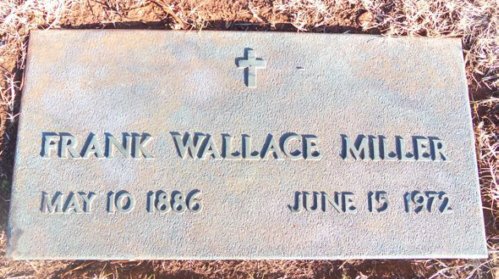 FRANK WALLACE MILLER
MAY 10 1886 JUNE 15 1972